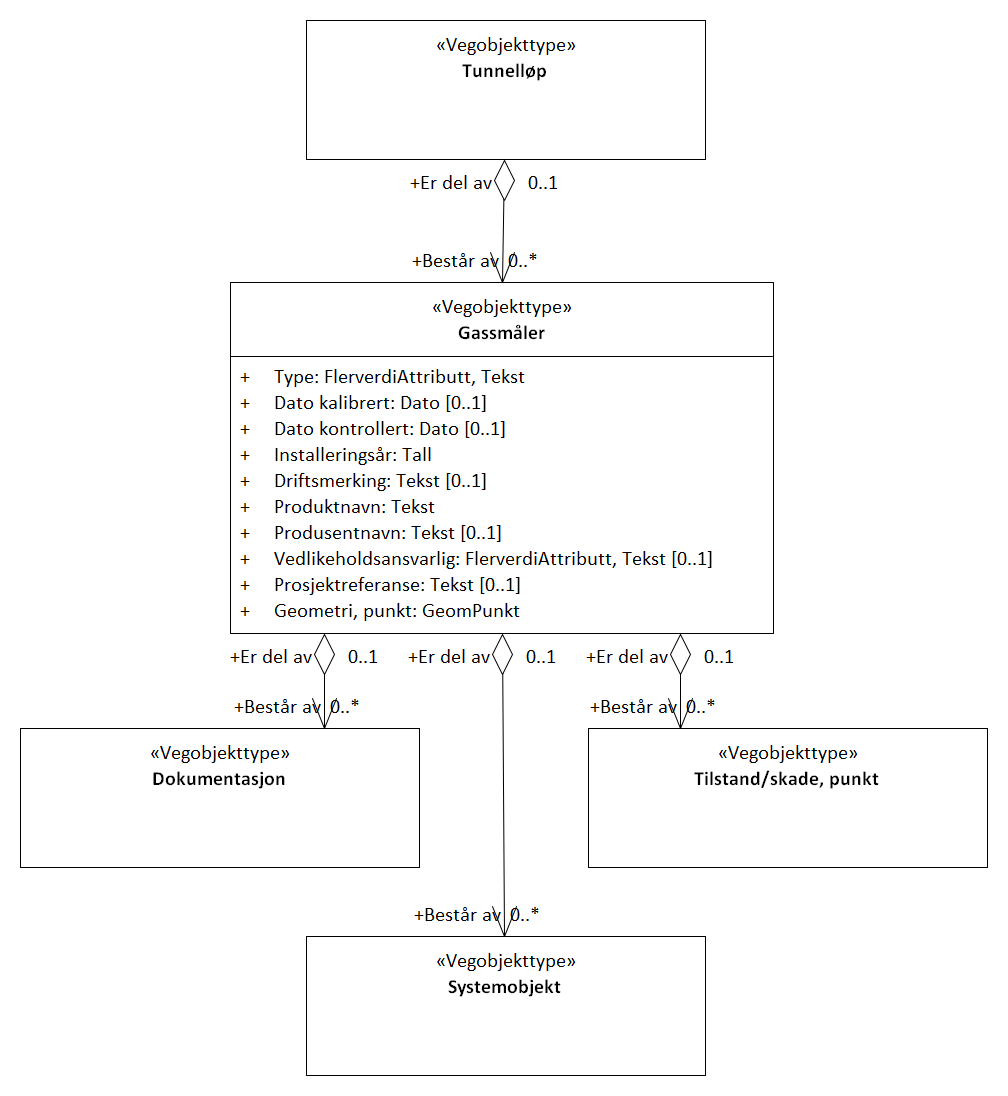 «Vegobjekttype»
Tunnelløp
+Er del av 0..1
+Består av 0..*
«Vegobjekttype»
Gassmåler
+ Type: FlerverdiAttributt, Tekst
+ Dato kalibrert: Dato [0..1]
+ Dato kontrollert: Dato [0..1]
+ Installeringsår: Tall
+ Driftsmerking: Tekst [0..1]
+ Produktnavn: Tekst
+ Produsentnavn: Tekst [0..1]
+ Vedlikeholdsansvarlig: FlerverdiAttributt, Tekst [0..1]
+ Prosjektreferanse: Tekst [0..1]
+ Geometri, punkt: GeomPunkt
+Er del av 0..1 +Er del av 0..1 +Er del av 0..1
+Består av 0..* +Består av 0..*
«Vegobjekttype» «Vegobjekttype»
Dokumentasjon Tilstand/skade, punkt
+Består av 0..*
«Vegobjekttype»
Systemobjekt